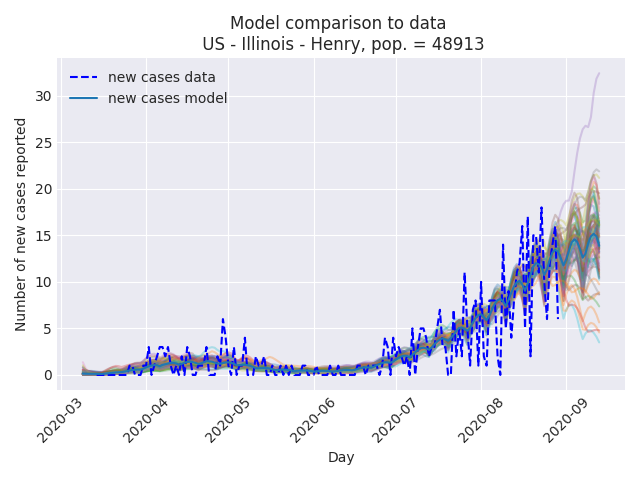 Model comparison to data
US - Illinois - Henry, pop. = 48913
new cases data
new cases model
Number of new cases reported
30
25
20
15
10
5
0
2020-03
2020-04
2020-05
2020-06
2020-07
2020-08
2020-09
Day